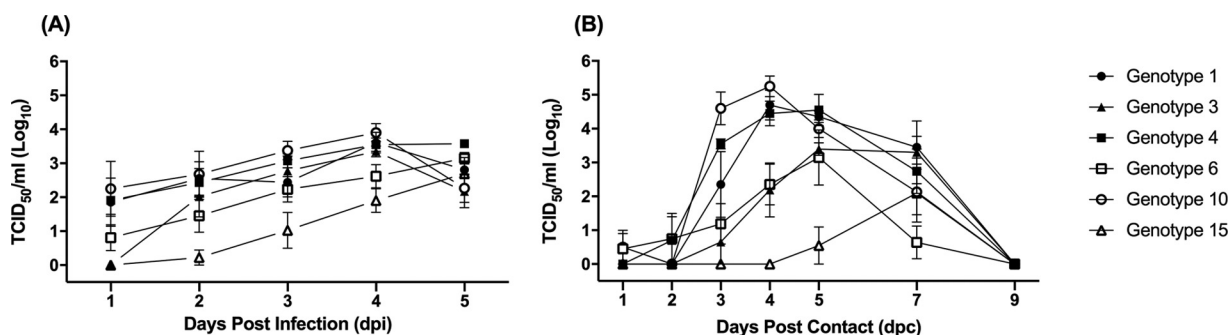 (A)
TCID50/ml (Log10)
6
5
4
3
2
1
0
1 2 3 4 5
Days Post Infection (dpi)
(B)
TCID50/ml (Log10)
6
5
4
3
2
1
0
1 2 3 4 5 7 9
Days Post Contact (dpc)
Genotype 1
Genotype 3
Genotype 4
Genotype 6
Genotype 10
Genotype 15